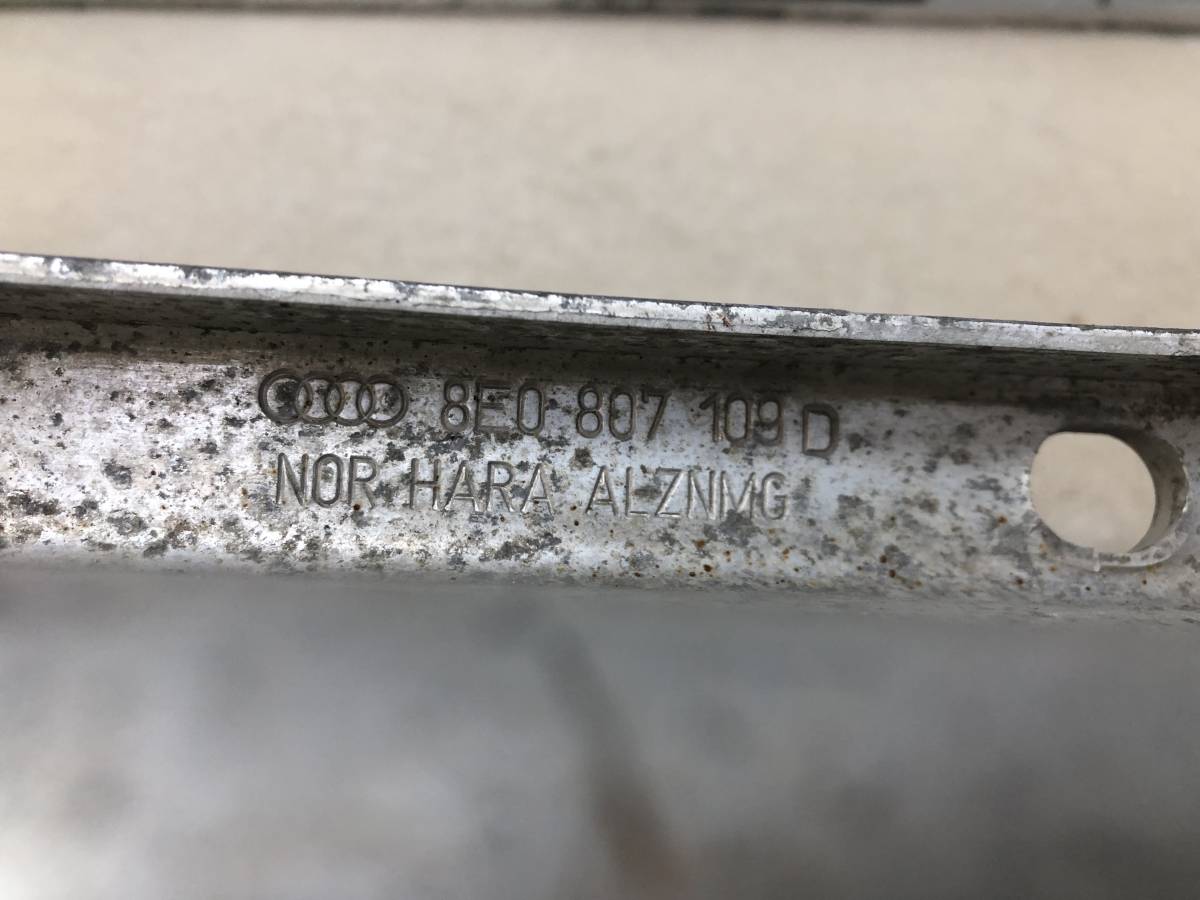 8E0 807 109 D
NOR HARA ALZNMG